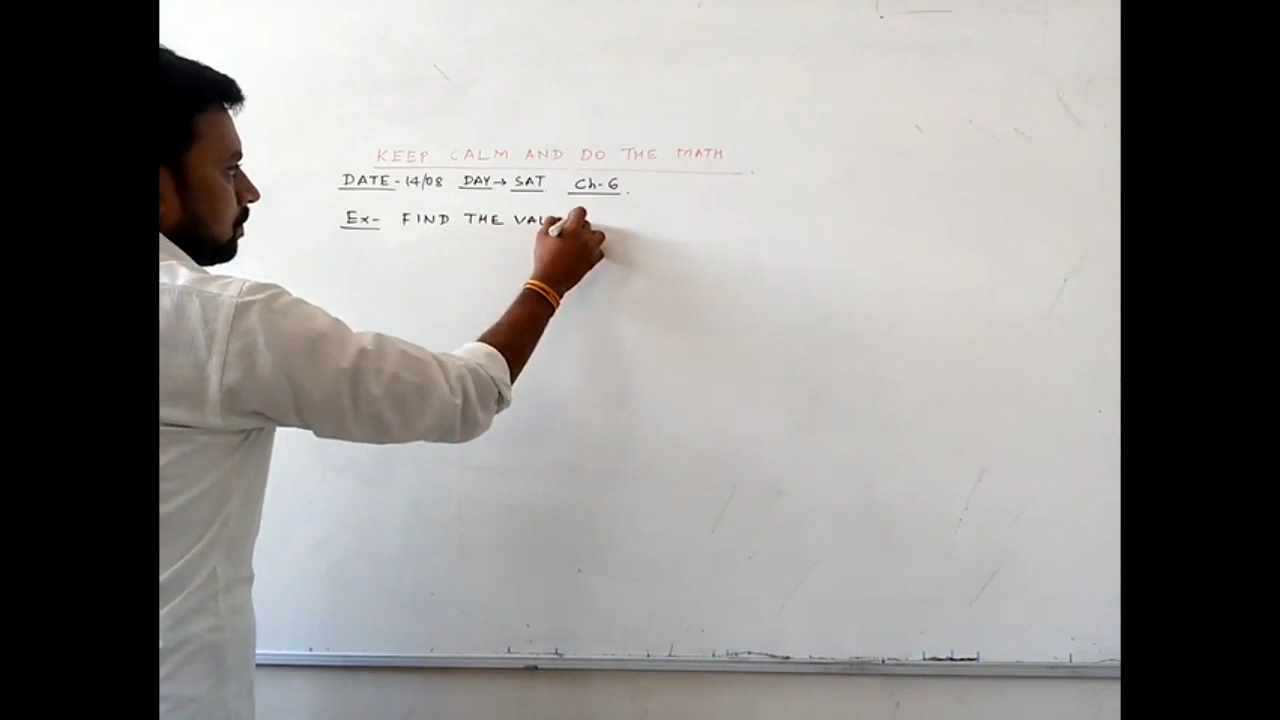 KEEP CALM AND DO THE MATH
DATE - 14/08 DAY → SAT Ch-6.
Ex- FIND THE VAL